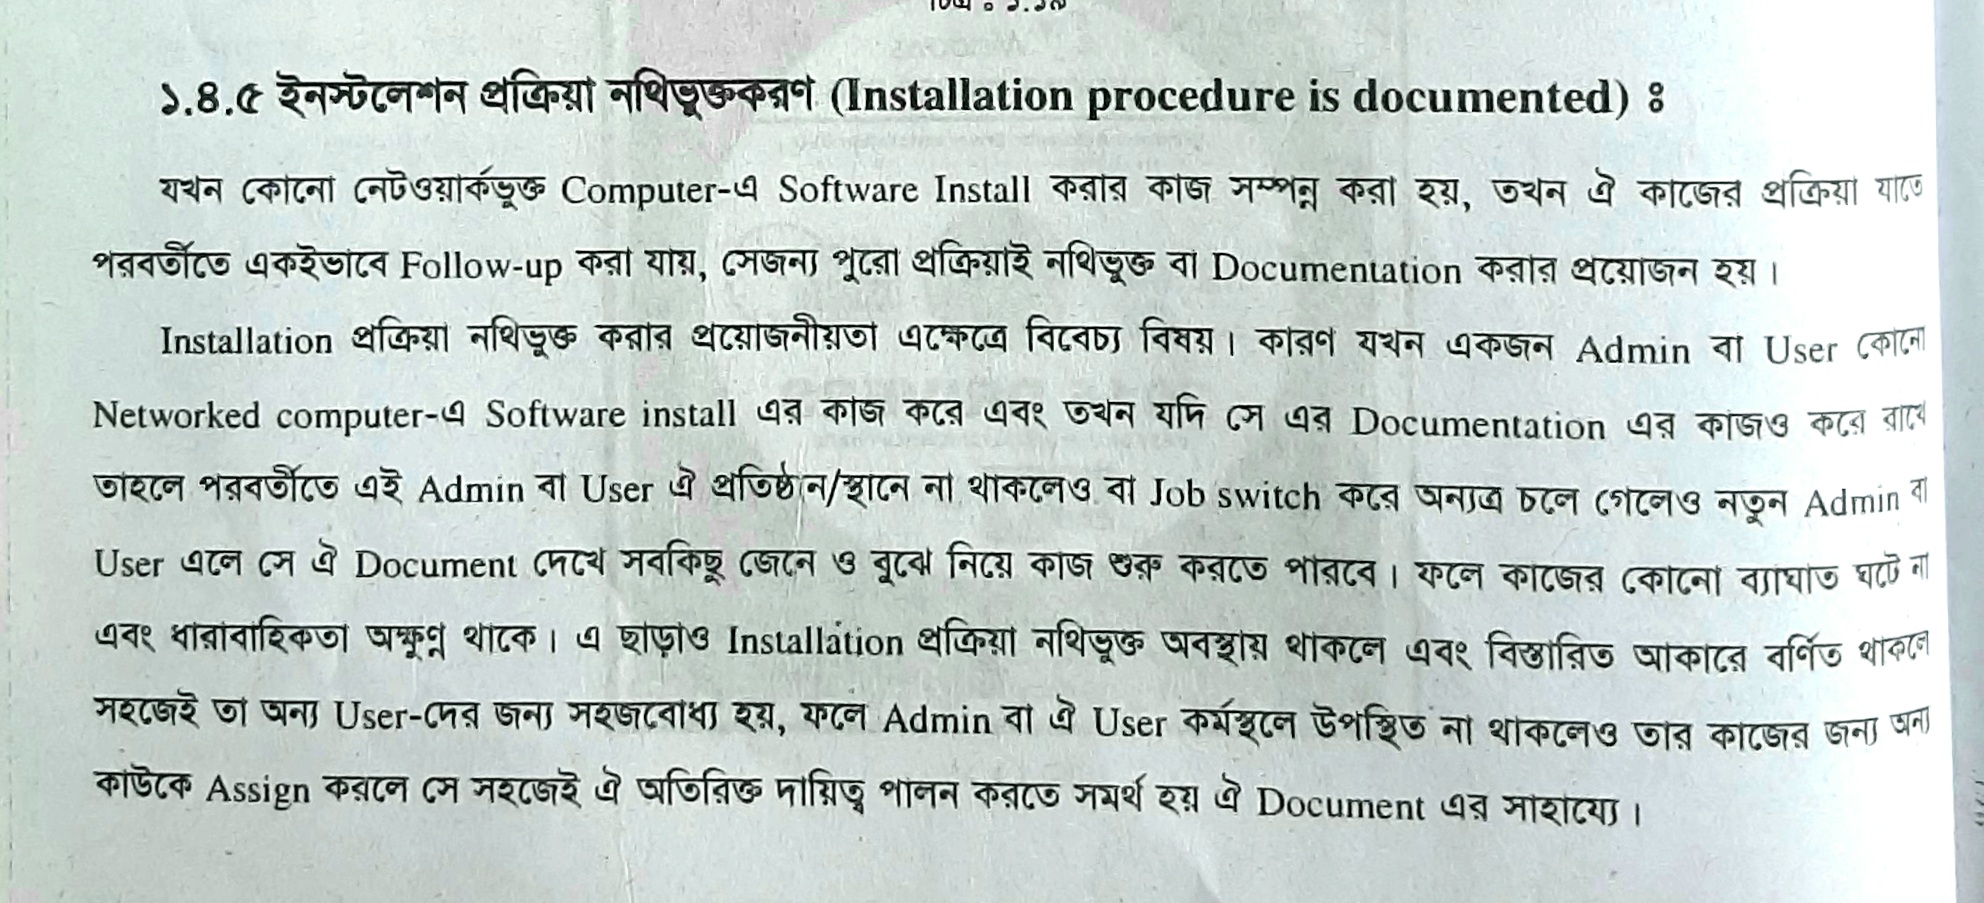 ১.৪.৫ ইনস্টলেশন প্রক্রিয়া নথিভুক্তকরণ (Installation procedure is documented) ঃ
যখন কোনো নেটওয়ার্কভুক্ত Computer-এ Software Install করার কাজ সম্পন্ন করা হয়, তখন ঐ কাজের প্রক্রিয়া যাতে
পরবর্তীতে একইভাবে Follow-up করা যায়, সেজন্য পুরো প্রক্রিয়াই নথিভুক্ত বা Documentation করার প্রয়োজন হয়।
Installation প্রক্রিয়া নথিভুক্ত করার প্রয়োজনীয়তা এক্ষেত্রে বিবেচ্য বিষয়। কারণ যখন একজন Admin বা User কোনো
Networked computer-এ Software install এর কাজ করে এবং তখন যদি সে এর Documentation এর কাজও করে রাখে
তাহলে পরবর্তীতে এই Admin বা User ঐ প্রতিষ্ঠান/স্থানে না থাকলেও বা Job switch করে অন্যত্র চলে গেলেও নতুন Admin বা
User এলে সে ঐ Document দেখে সবকিছু জেনে ও বুঝে নিয়ে কাজ শুরু করতে পারবে। ফলে কাজের কোনো ব্যাঘাত ঘটে না
এবং ধারাবাহিকতা অক্ষুণ্ন থাকে। এ ছাড়াও Installation প্রক্রিয়া নথিভুক্ত অবস্থায় থাকলে এবং বিস্তারিত আকারে বর্ণিত থাকলে
সহজেই তা অন্য User-দের জন্য সহজবোধ্য হয়, ফলে Admin বা ঐ User কর্মস্থলে উপস্থিত না থাকলেও তার কাজের জন্য অন্য
কাউকে Assign করলে সে সহজেই ঐ অতিরিক্ত দায়িত্ব পালন করতে সমর্থ হয় ঐ Document এর সাহায্যে।